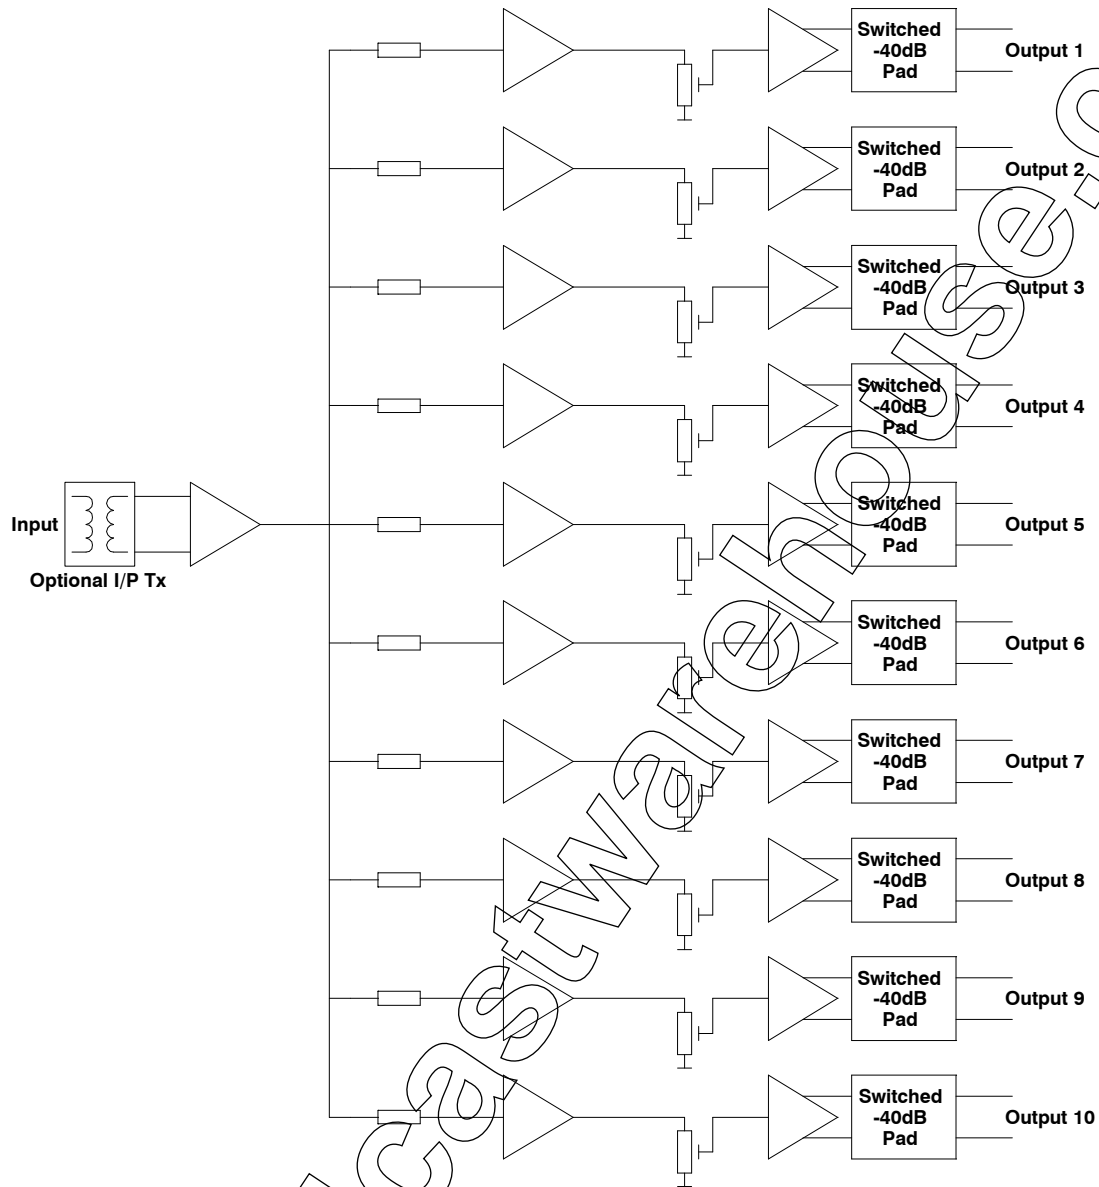 Switched
-40dB
Pad
Output 1
Switched
-40dB
Pad
Output 2
Switched
-40dB
Pad
Output 3
Switched
-40dB
Pad
Output 4
Input
Optional I/P Tx
Switched
-40dB
Pad
Output 5
Switched
-40dB
Pad
Output 6
Switched
-40dB
Pad
Output 7
Switched
-40dB
Pad
Output 8
Switched
-40dB
Pad
Output 9
Switched
-40dB
Pad
Output 10
castwarehouse.